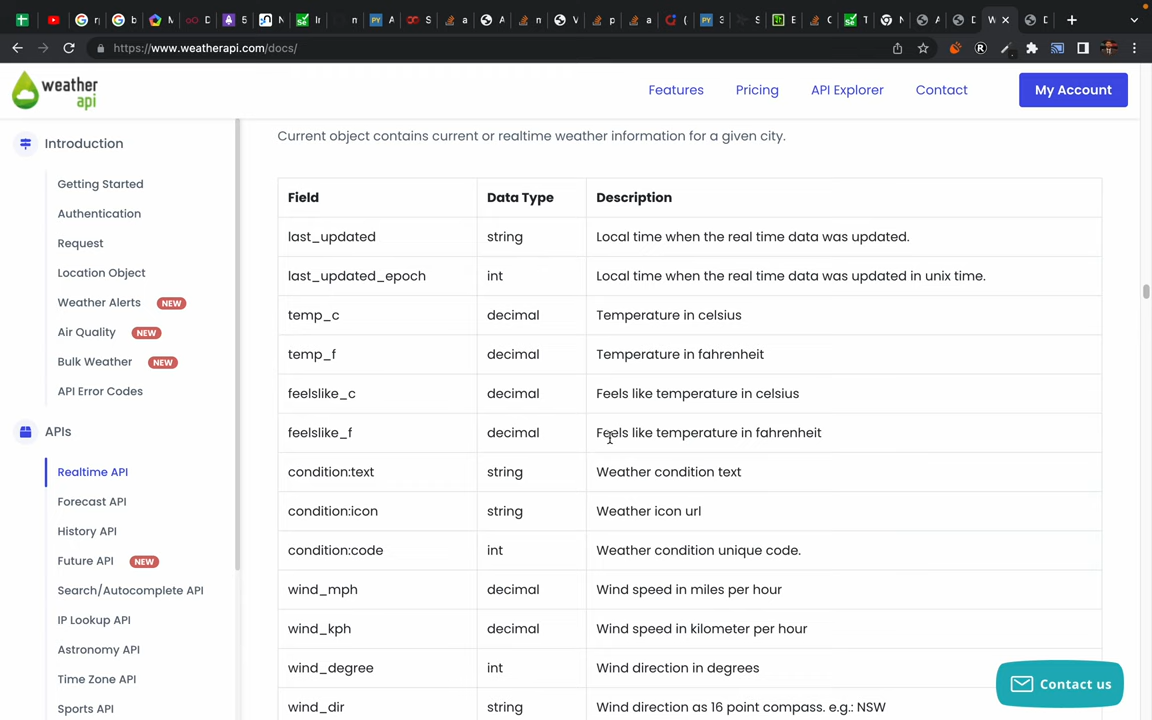 https://www.weatherapi.com/docs/
weather
api
Features
Pricing
API Explorer
Contact
My Account
Introduction
Getting Started
Authentication
Request
Location Object
Weather Alerts NEW
Air Quality NEW
Bulk Weather NEW
API Error Codes
APIs
Realtime API
Forecast API
History API
Future API NEW
Search/Autocomplete API
IP Lookup API
Astronomy API
Time Zone API
Sports API
Current object contains current or realtime weather information for a given city.
Field Data Type Description
last_updated string Local time when the real time data was updated.
last_updated_epoch int Local time when the real time data was updated in unix time.
temp_c decimal Temperature in celsius
temp_f decimal Temperature in fahrenheit
feelslike_c decimal Feels like temperature in celsius
feelslike_f decimal Feels like temperature in fahrenheit
condition:text string Weather condition text
condition:icon string Weather icon url
condition:code int Weather condition unique code.
wind_mph decimal Wind speed in miles per hour
wind_kph decimal Wind speed in kilometer per hour
wind_degree int Wind direction in degrees
wind_dir string Wind direction as 16 point compass. e.g.: NSW
Contact us